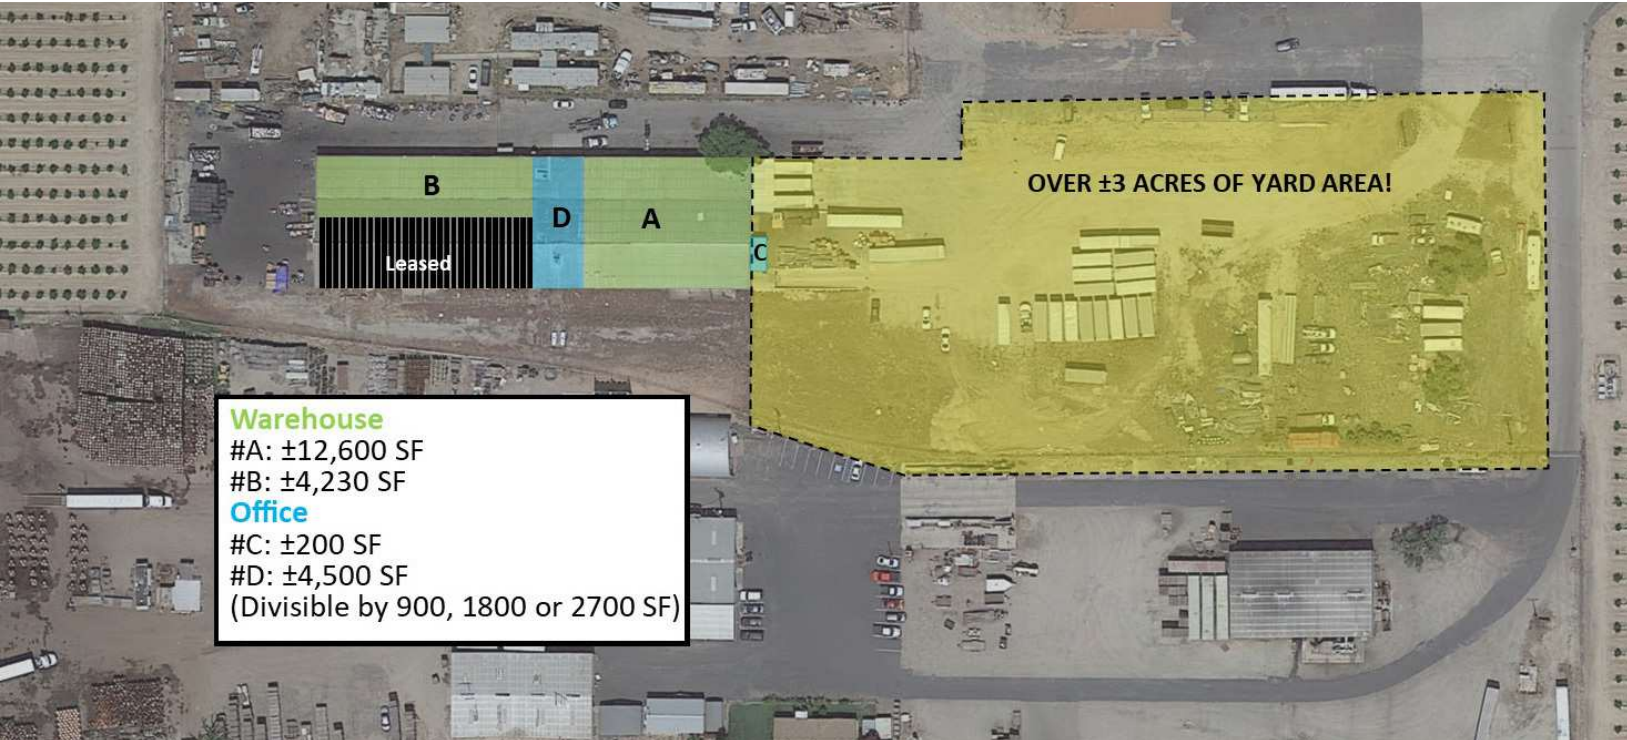 OVER ±3 ACRES OF YARD AREA!
B
D
A
C
Leased
Warehouse
#A: ±12,600 SF
#B: ±4,230 SF
Office
#C: ±200 SF
#D: ±4,500 SF
(Divisible by 900, 1800 or 2700 SF)